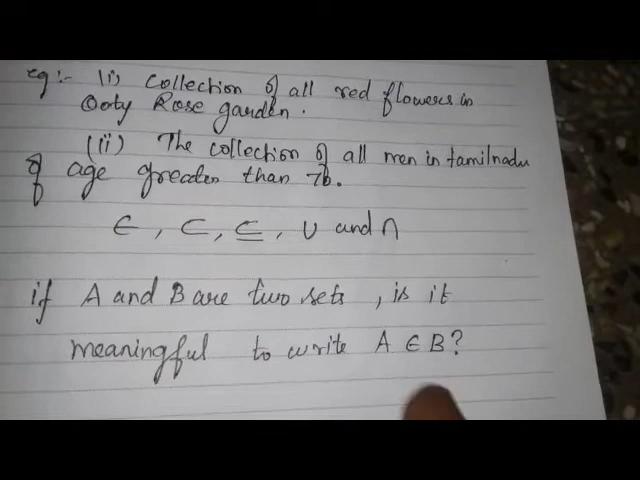 eg:- (i) Collection of all red flowers in
Ooty Rose garden.
(ii) The collection of all men in tamilnadu
of age greater than 76.
∈, ⊂, ⊆, ∪ and ∩
if A and B are two sets, is it
meaningful to write A ∈ B?